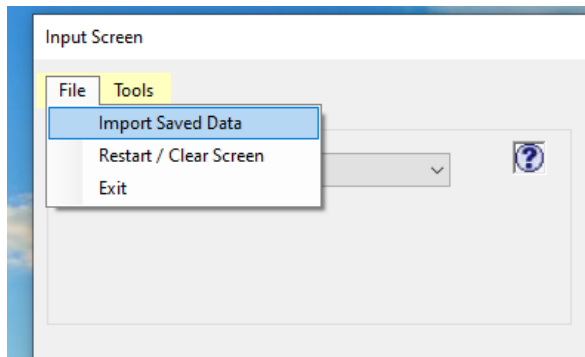 Input Screen
File Tools
Import Saved Data
Restart / Clear Screen
Exit
?